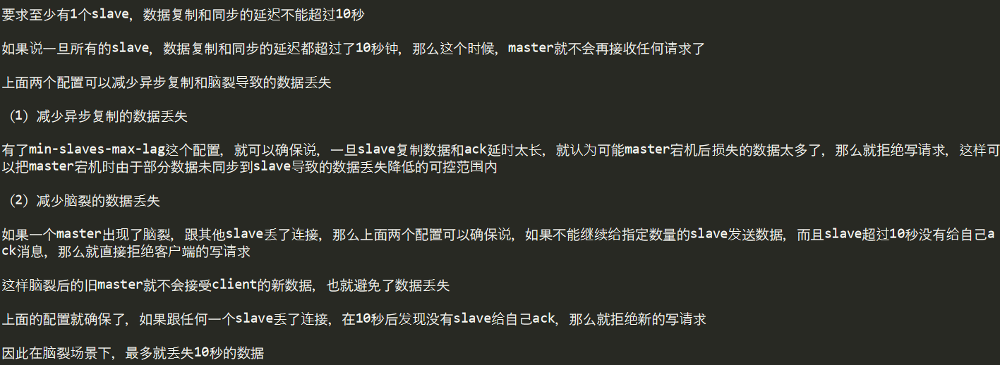 要求至少有1个slave，数据复制和同步的延迟不能超过10秒
如果说一旦所有的slave，数据复制和同步的延迟都超过了10秒钟，那么这个时候，master就不会再接收任何请求了
上面两个配置可以减少异步复制和脑裂导致的数据丢失
（1）减少异步复制的数据丢失
有了min-slaves-max-lag这个配置，就可以确保说，一旦slave复制数据和ack延时太长，就认为可能master宕机后损失的数据太多了，那么就拒绝写请求，这样可
以把master宕机时由于部分数据未同步到slave导致的数据丢失降低的可控范围内
（2）减少脑裂的数据丢失
如果一个master出现了脑裂，跟其他slave丢了连接，那么上面两个配置可以确保说，如果不能继续给指定数量的slave发送数据，而且slave超过10秒没有给自己a
ck消息，那么就直接拒绝客户端的写请求
这样脑裂后的旧master就不会接受client的新数据，也就避免了数据丢失
上面的配置就确保了，如果跟任何一个slave丢了连接，在10秒后发现没有slave给自己ack，那么就拒绝新的写请求
因此在脑裂场景下，最多就丢失10秒的数据